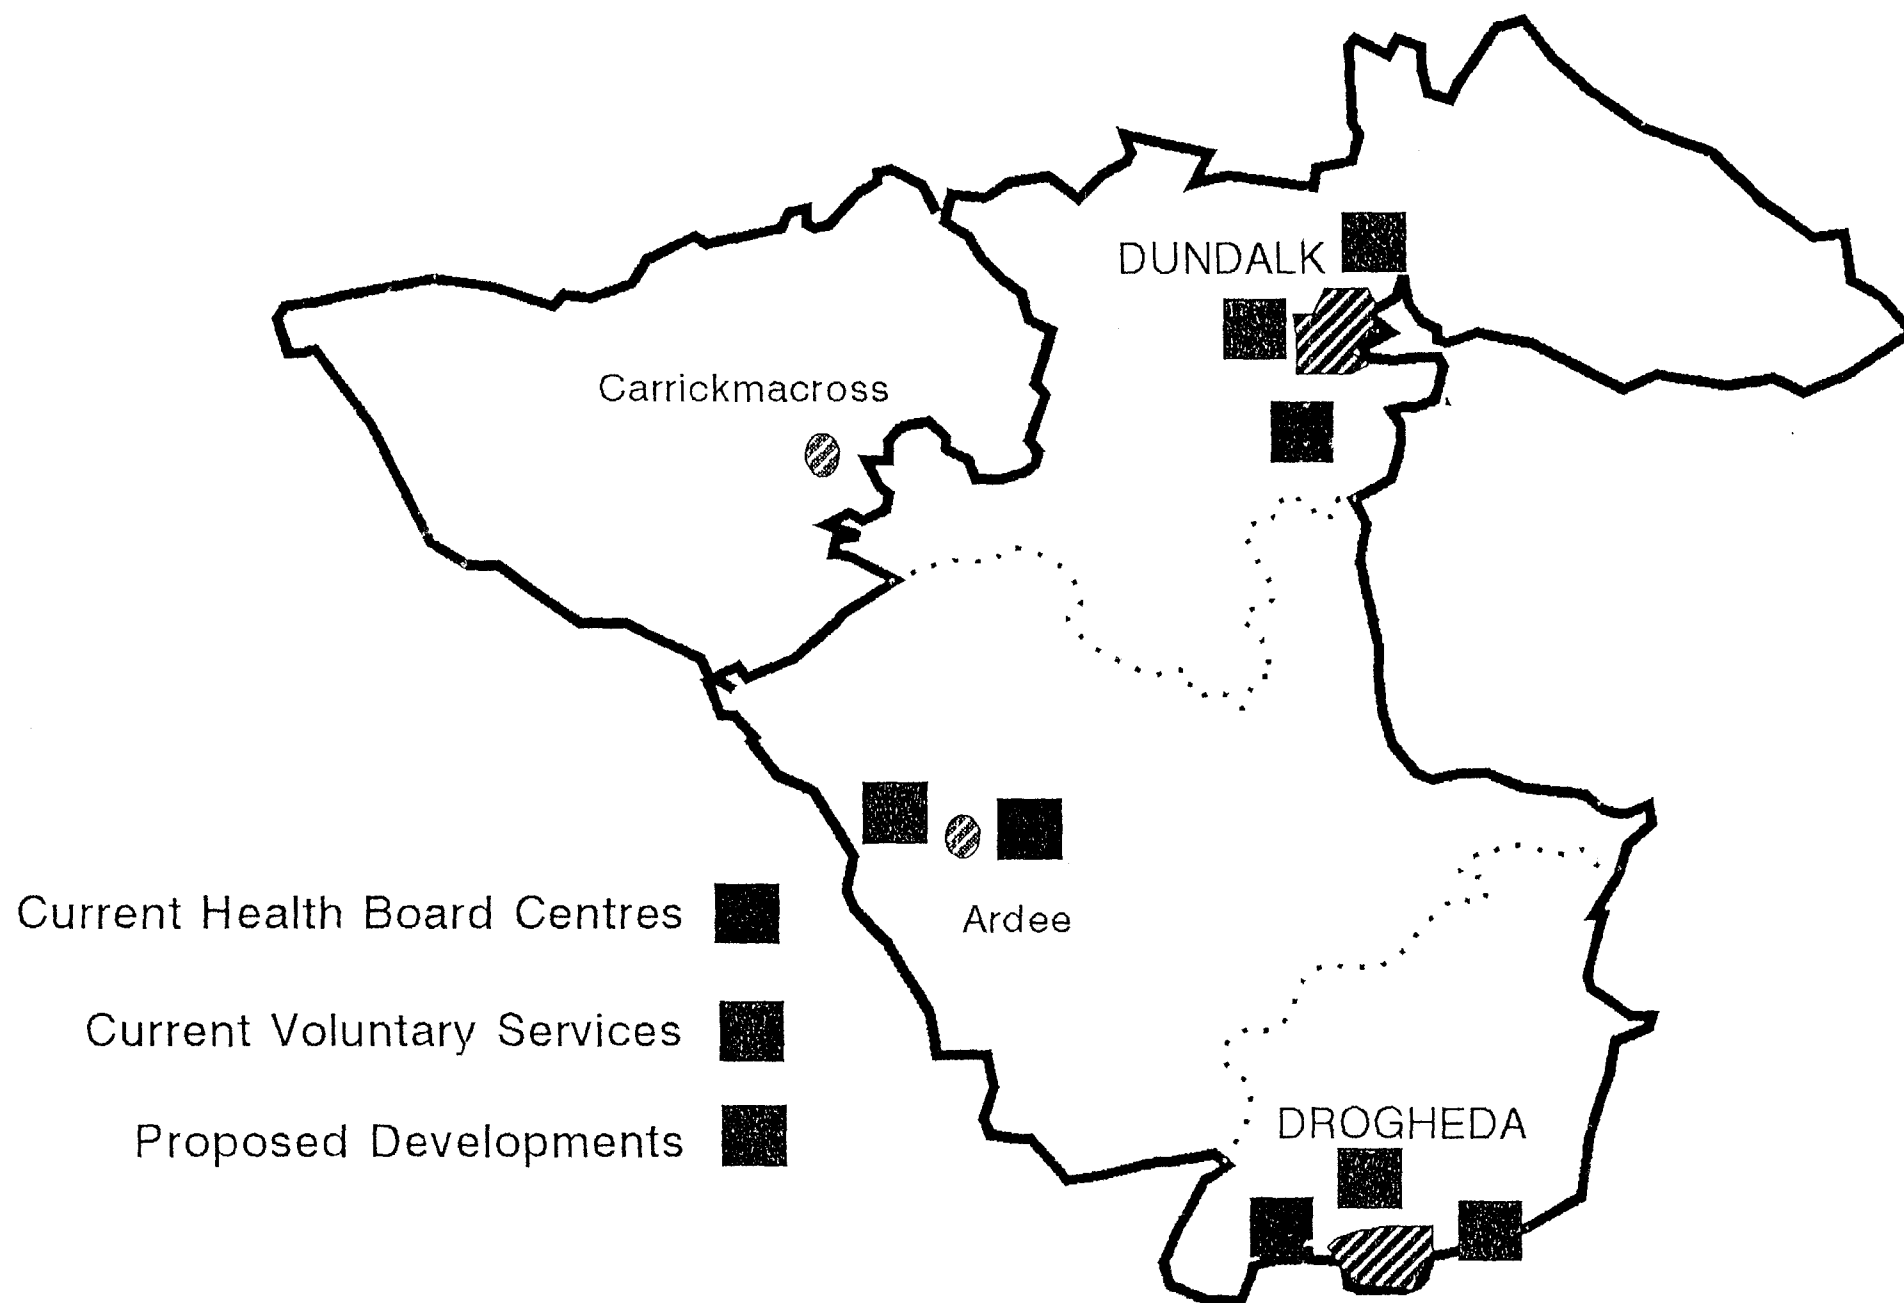 DUNDALK
Carrickmacross
Ardee
Current Health Board Centres
Current Voluntary Services
Proposed Developments
DROGHEDA